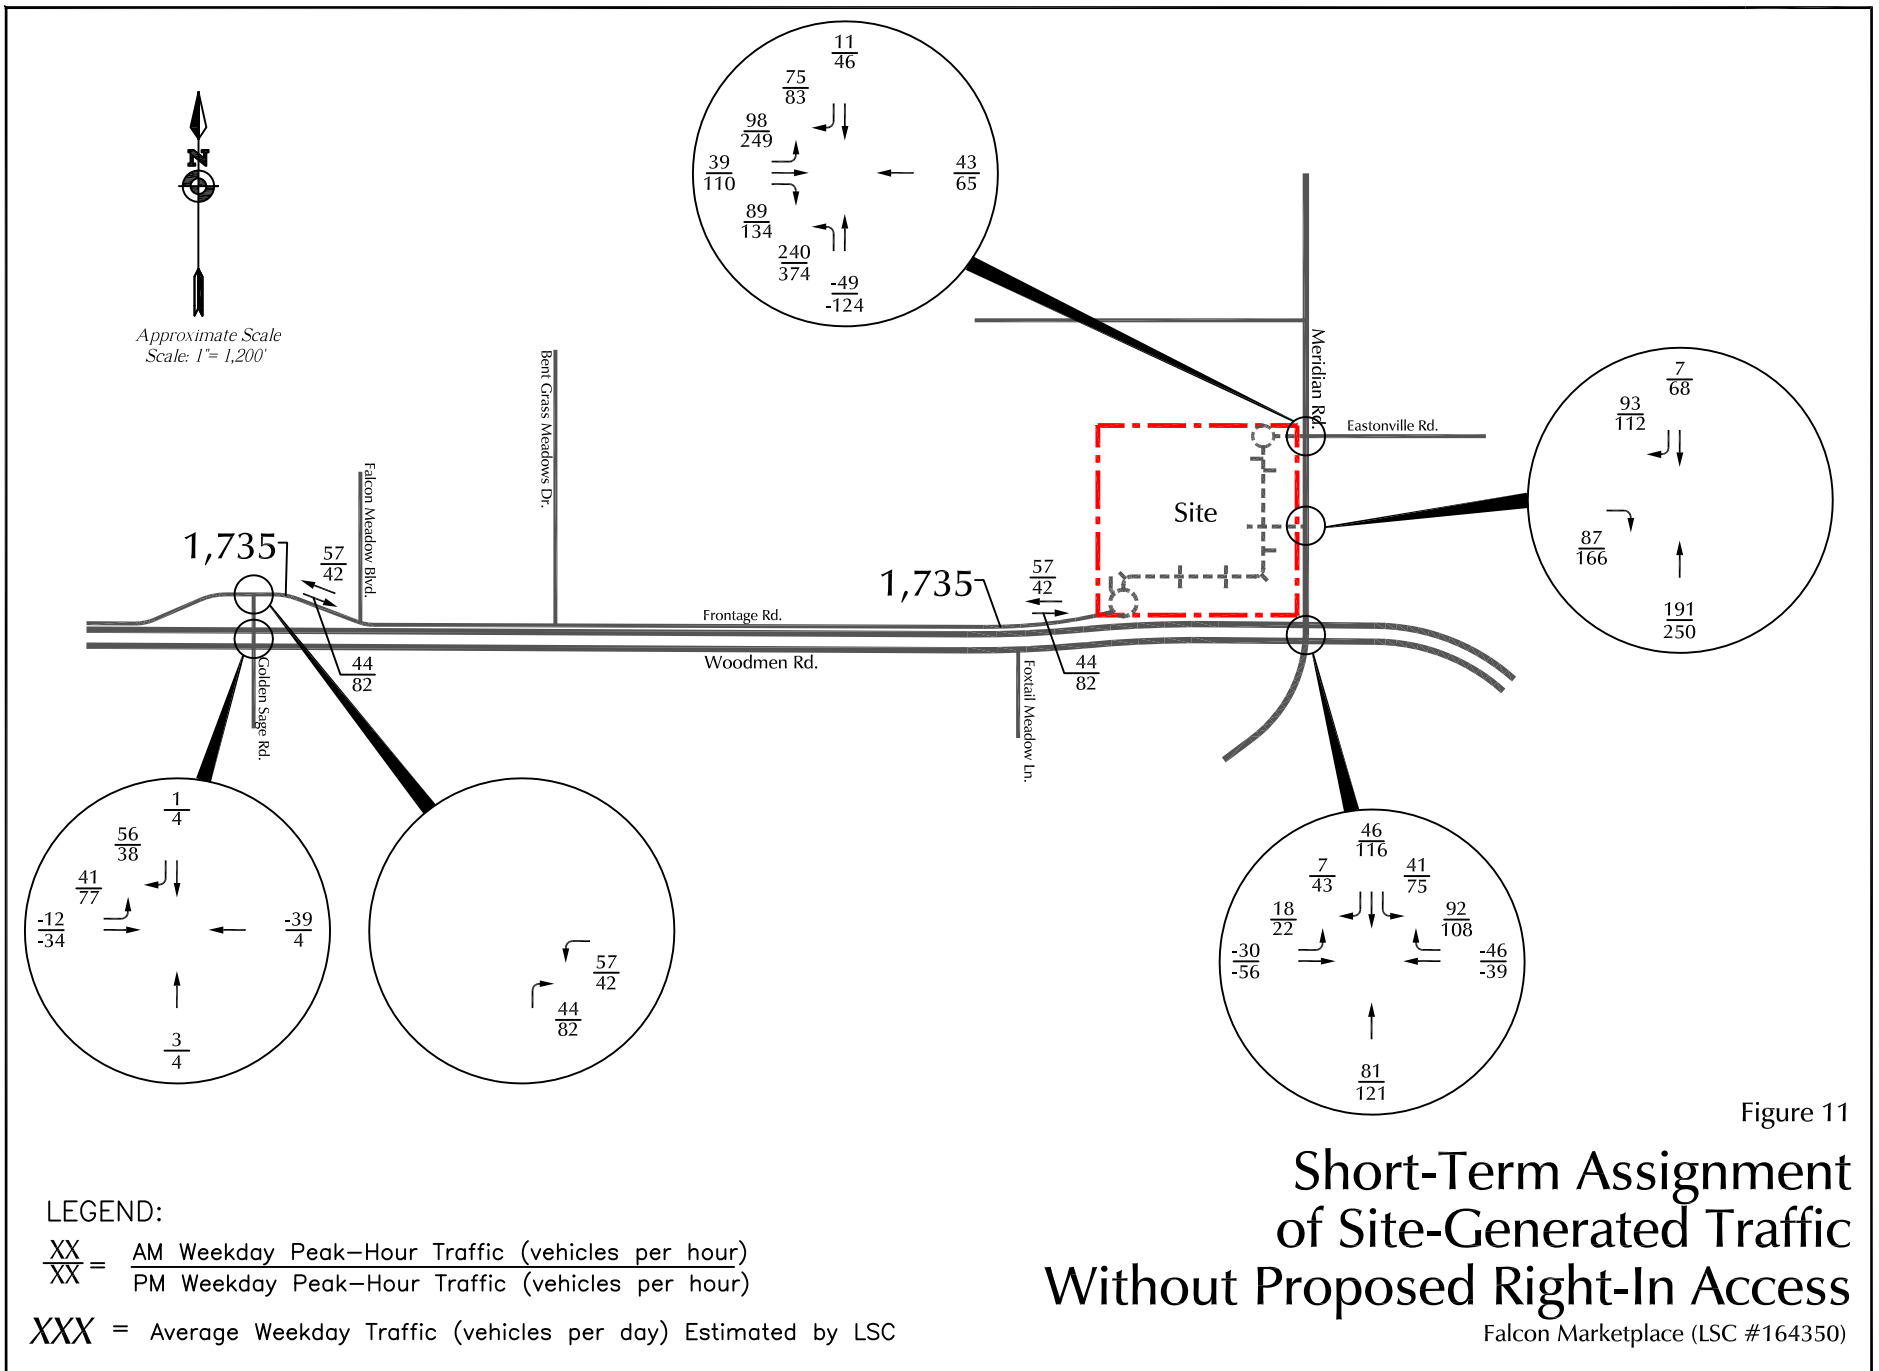 N
Approximate Scale
Scale: 1"= 1,200'
11
46
75
83
98
249
39
110
89
134
240
374
-49
-124
43
65
Meridian Rd.
Eastonville Rd.
7
68
93
112
87
166
191
250
Site
Bent Grass Meadows Dr.
Falcon Meadow Blvd.
1,735
57
42
44
82
Golden Sage Rd.
Frontage Rd.
Woodmen Rd.
1,735
57
42
44
82
Foxtail Meadow Ln.
1
4
56
38
41
77
-12
-34
-39
4
3
4
57
42
44
82
46
116
7
43
41
75
18
22
92
108
-30
-56
-46
-39
81
121
Figure 11
Short-Term Assignment
of Site-Generated Traffic
Without Proposed Right-In Access
Falcon Marketplace (LSC #164350)
LEGEND:
XX
XX
=
AM Weekday Peak-Hour Traffic (vehicles per hour)
PM Weekday Peak-Hour Traffic (vehicles per hour)
XXX = Average Weekday Traffic (vehicles per day) Estimated by LSC